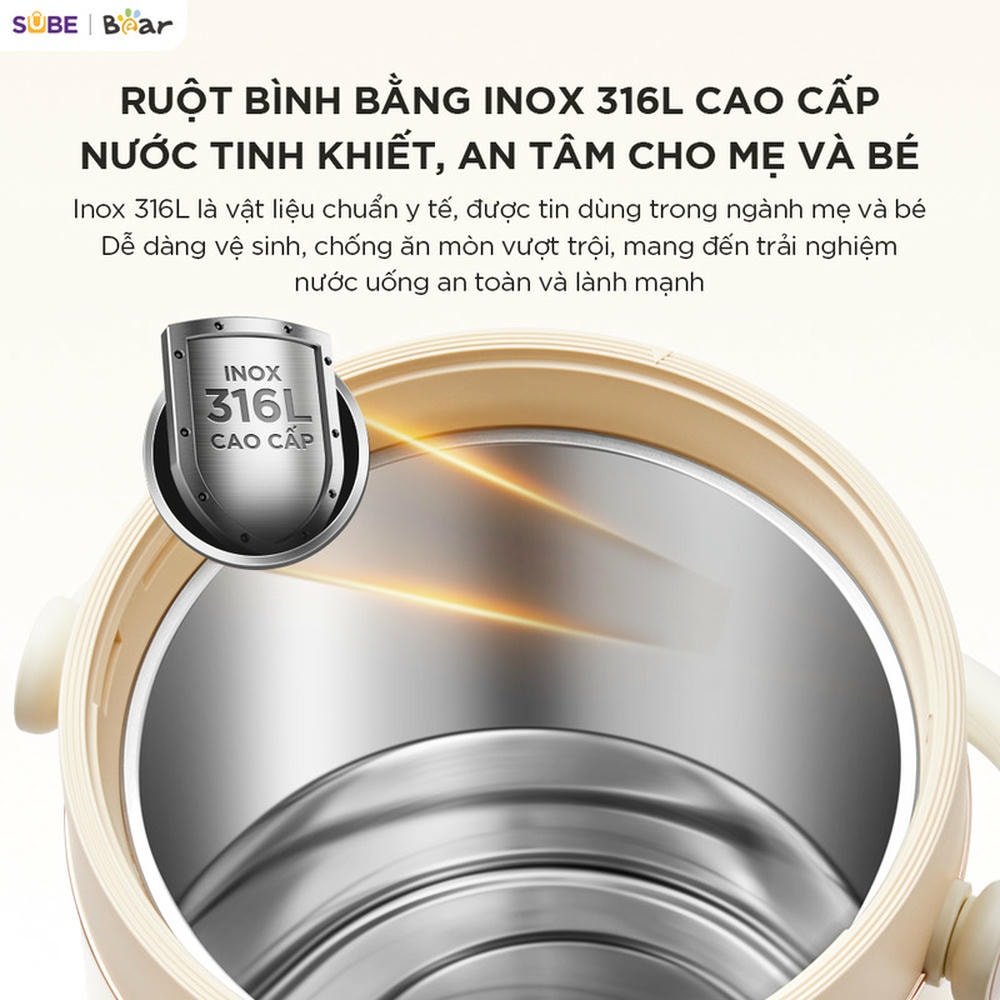 SUBE | Bear
RUỘT BÌNH BẰNG INOX 316L CAO CẤP
NƯỚC TINH KHIẾT, AN TÂM CHO MẸ VÀ BÉ
Inox 316L là vật liệu chuẩn y tế, được tin dùng trong ngành mẹ và bé
Dễ dàng vệ sinh, chống ăn mòn vượt trội, mang đến trải nghiệm
nước uống an toàn và lành mạnh
INOX
316L
CAO CẤP